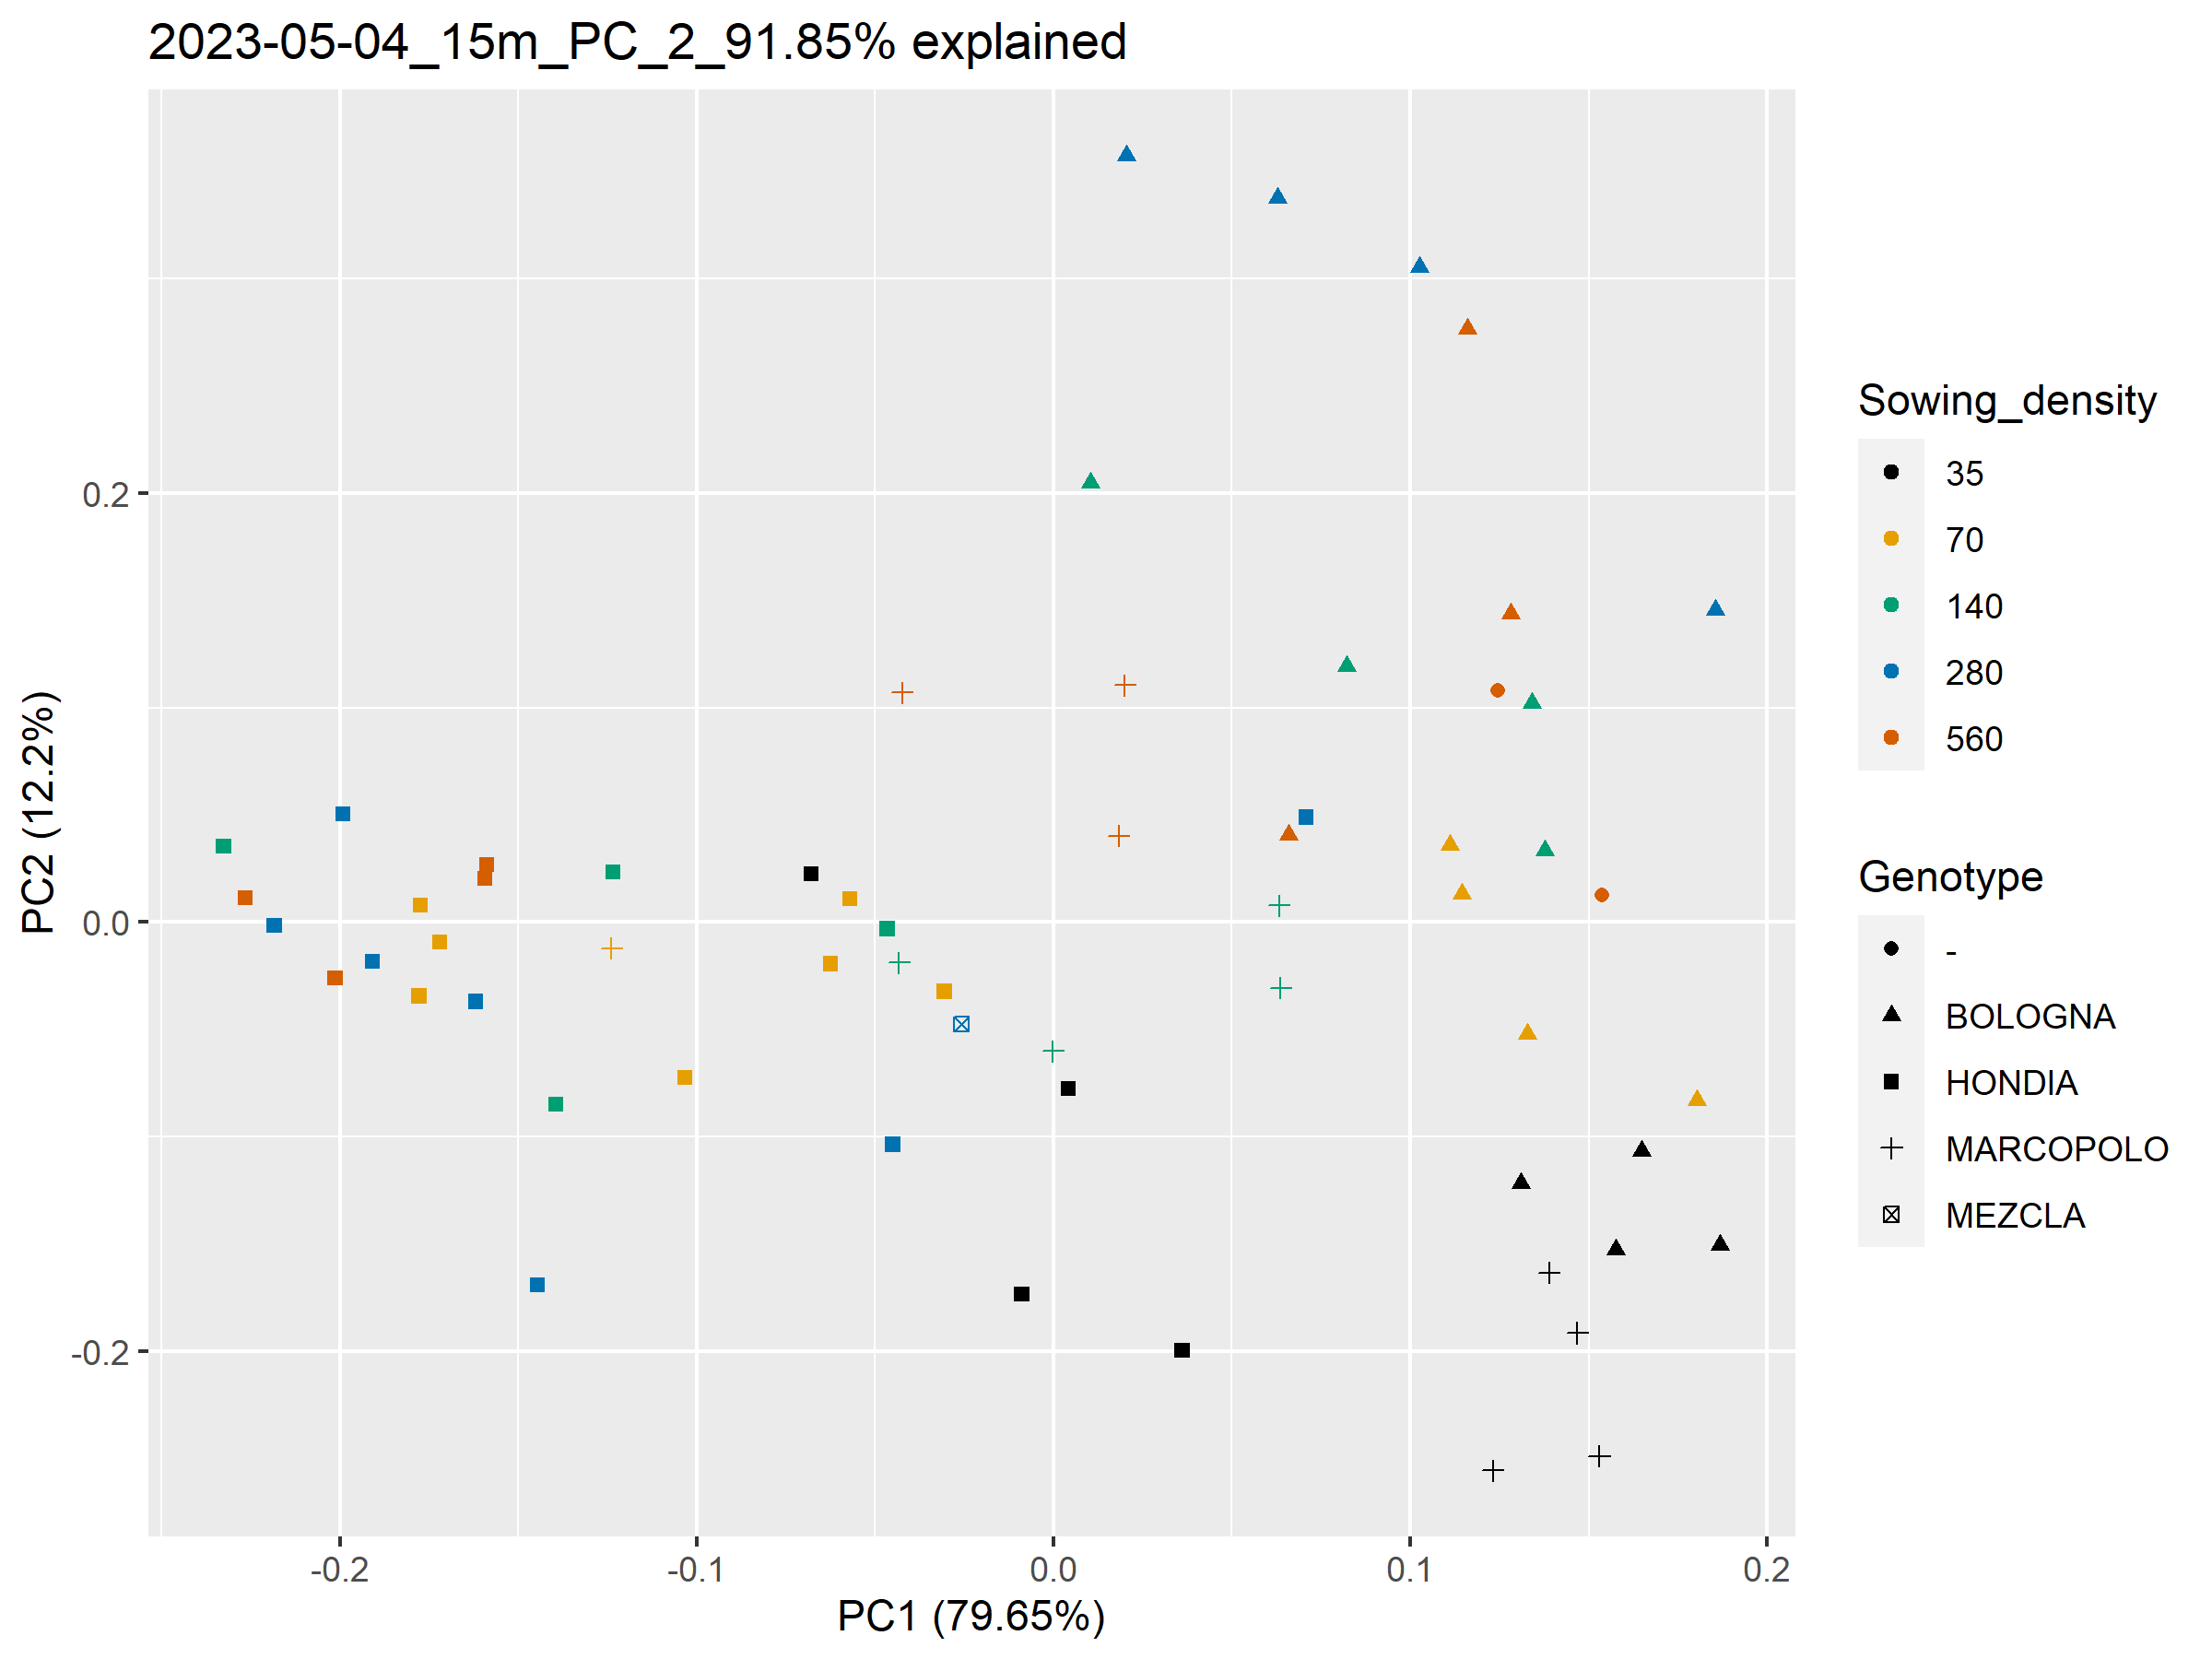 2023-05-04_15m_PC_2_91.85% explained
PC2 (12.2%)
0.2
0.0
-0.2
-0.2
-0.1
0.0
0.1
0.2
PC1 (79.65%)
Sowing_density
35
70
140
280
560
Genotype
-
BOLOGNA
HONDIA
MARCOPOLO
MEZCLA